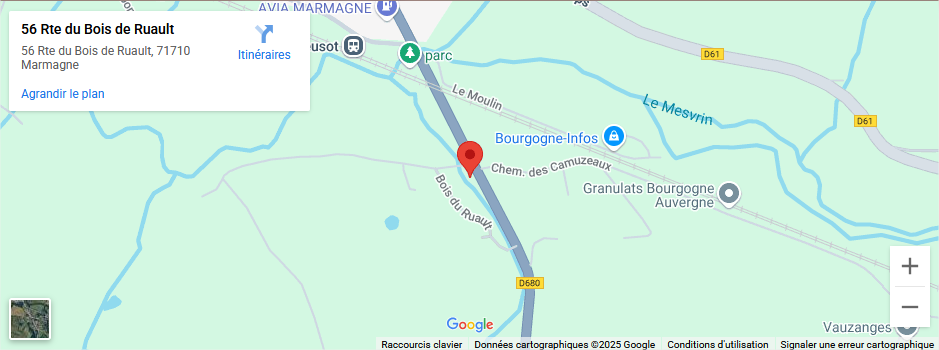 AVIA MARMAGNE
56 Rte du Bois de Ruault
56 Rte du Bois de Ruault, 71710
Marmagne
Itinéraires
Agrandir le plan
usot
parc
ps
D61
Le Moulin
Le Mesvrin
D61
Bourgogne-Infos
Chem. des Camuzeaux
Bois du Ruault
Granulats Bourgogne
Auvergne
D680
+
−
Google
Vauzanges
Raccourcis clavier
Données cartographiques ©2025 Google
Conditions d'utilisation
Signaler une erreur cartographique